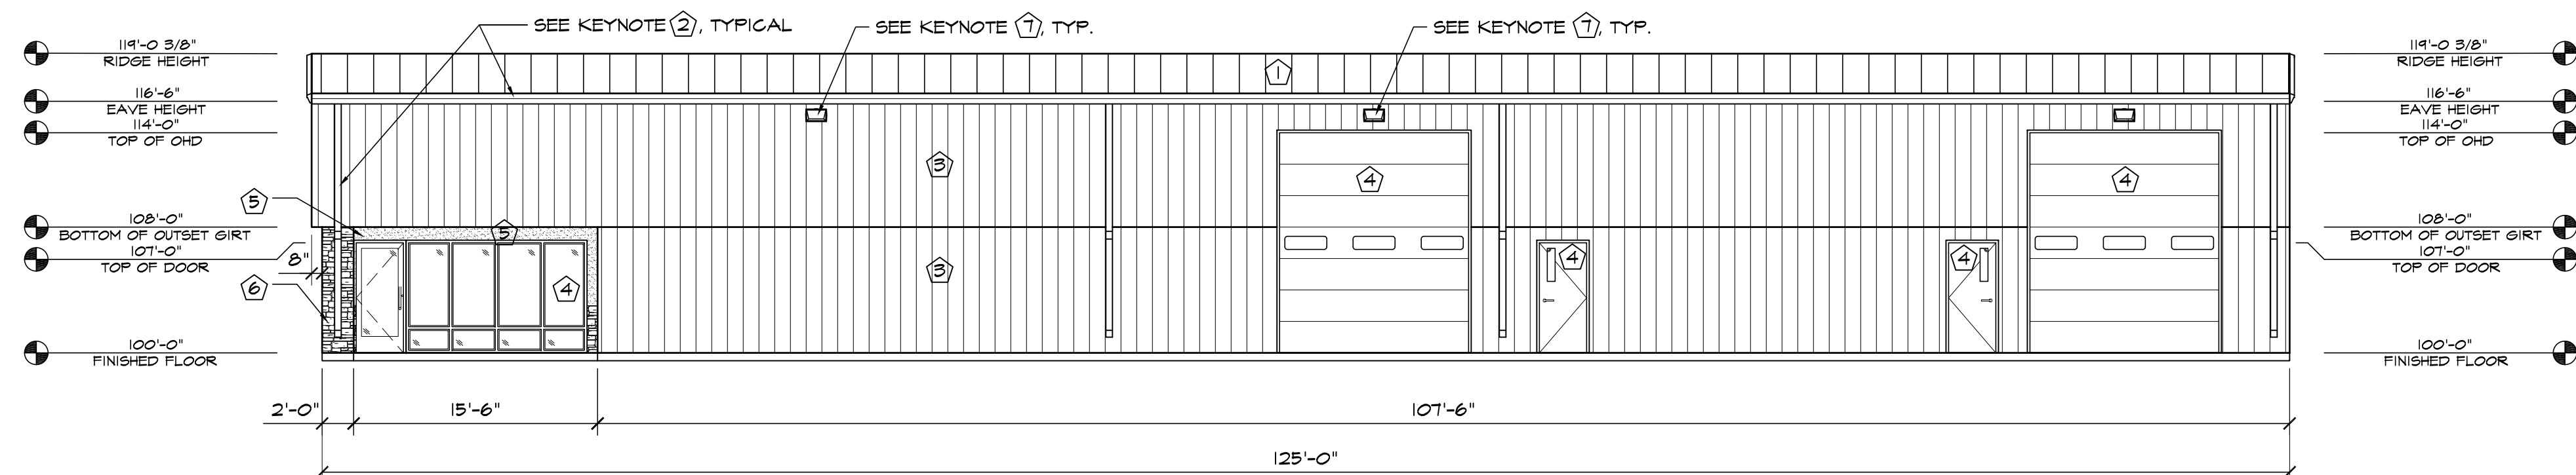 SEE KEYNOTE 2, TYPICAL
SEE KEYNOTE 7, TYP.
SEE KEYNOTE 7, TYP.
119'-0 3/8"
RIDGE HEIGHT
116'-6"
EAVE HEIGHT
114'-0"
TOP OF OHD
108'-0"
BOTTOM OF OUTSET GIRT
107'-0"
TOP OF DOOR
100'-0"
FINISHED FLOOR
8"
5
6
1
3
5
3
4
4
4
4
4
119'-0 3/8"
RIDGE HEIGHT
116'-6"
EAVE HEIGHT
114'-0"
TOP OF OHD
108'-0"
BOTTOM OF OUTSET GIRT
107'-0"
TOP OF DOOR
100'-0"
FINISHED FLOOR
2'-0"
15'-6"
107'-6"
125'-0"